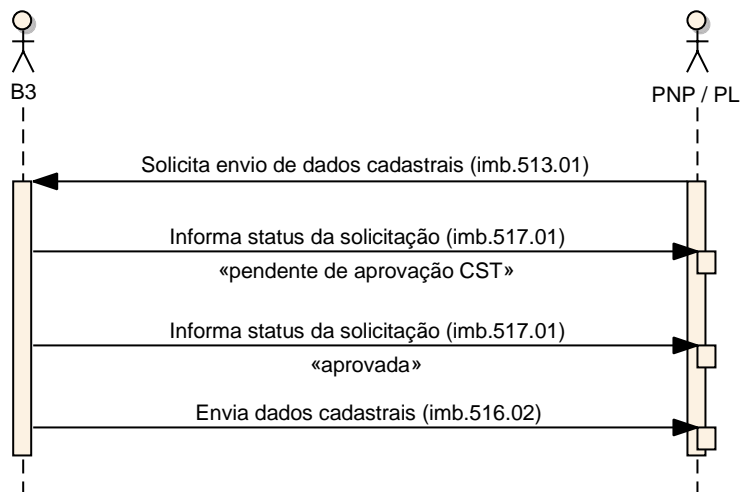 B3
PNP / PL
Solicita envio de dados cadastrais (imb.513.01)
Informa status da solicitação (imb.517.01)
«pendente de aprovação CST»
Informa status da solicitação (imb.517.01)
«aprovada»
Envia dados cadastrais (imb.516.02)